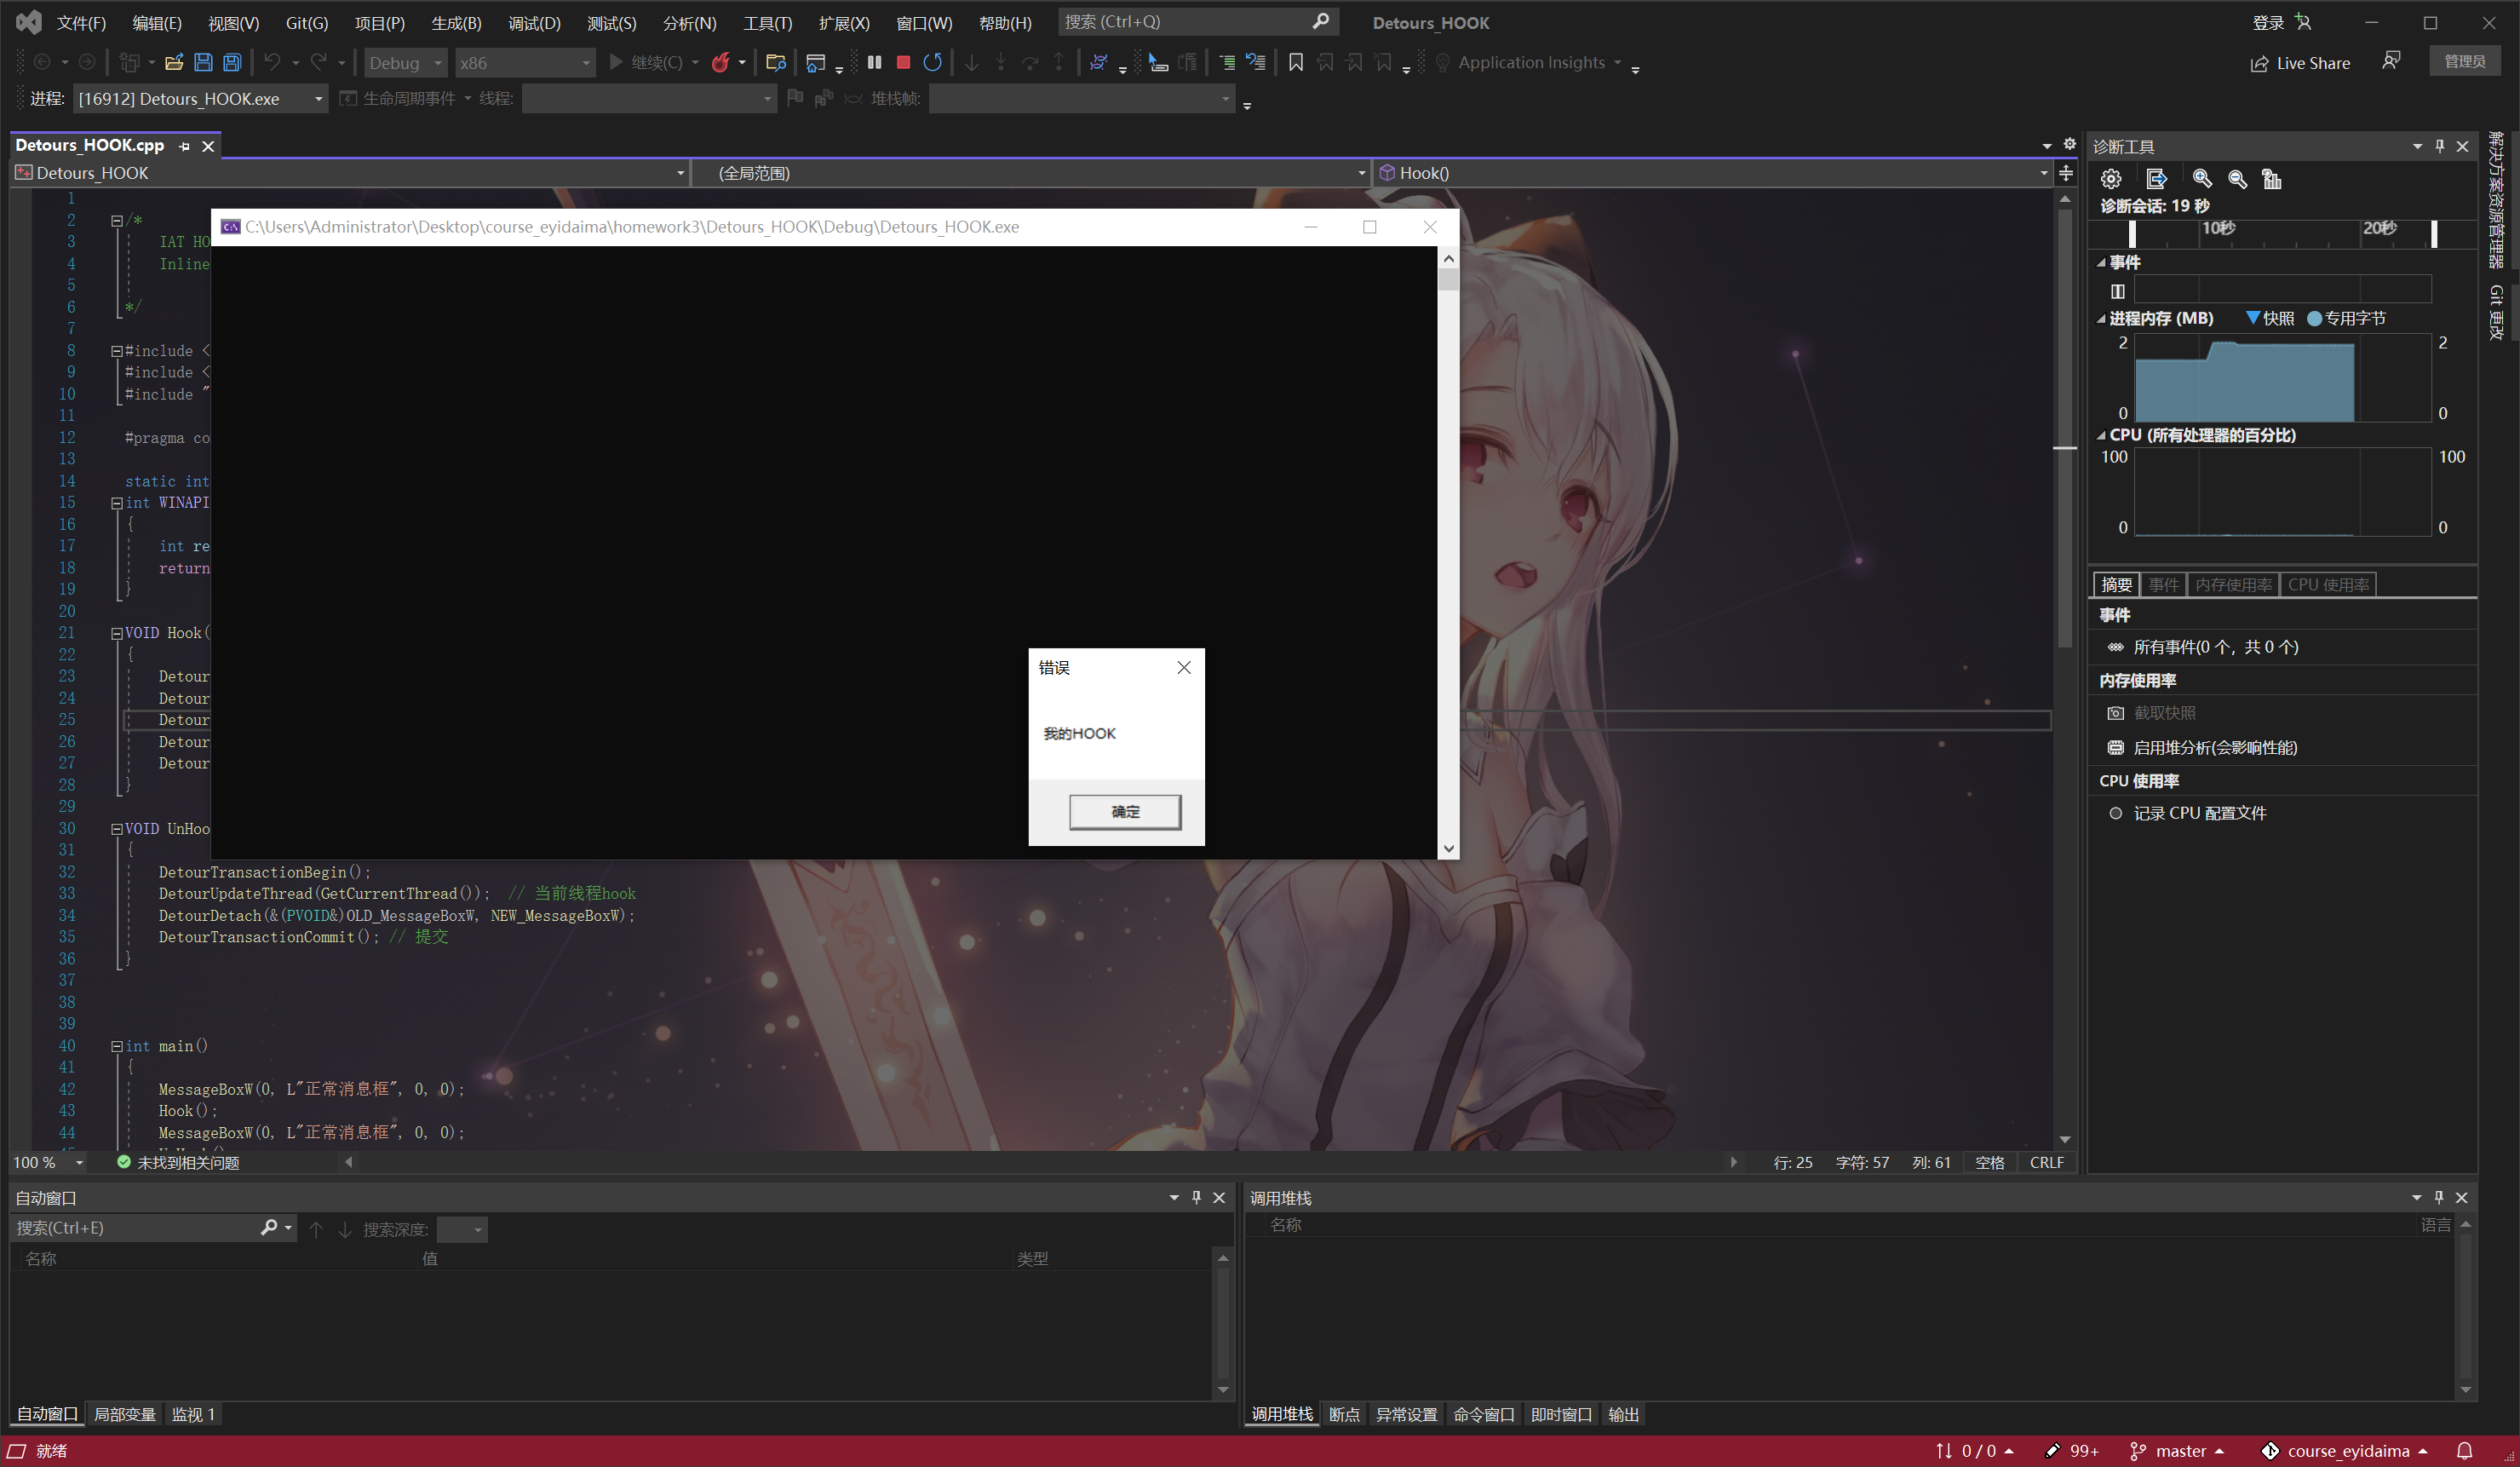 文件(F) 编辑(E) 视图(V) Git(G) 项目(P) 生成(B) 调试(D) 测试(S) 分析(N) 工具(T) 扩展(X) 窗口(W) 帮助(H) 搜索 (Ctrl+Q) Detours_HOOK 登录
Debug x86 继续(C) Application Insights Live Share 管理员
进程: [16912] Detours_HOOK.exe 生命周期事件 线程: 堆栈帧:
Detours_HOOK.cpp
Detours_HOOK (全局范围) Hook()
1
2 /*
3 IAT HO
4 Inline
5
6 */
7
8 #include <
9 #include <
10 #include "
11
12 #pragma co
13
14 static int
15 int WINAPI
16 {
17 int re
18 return
19 }
20
21 VOID Hook(
22 {
23 Detour
24 Detour
25 Detour
26 Detour
27 Detour
28 }
29
30 VOID UnHoo
31 {
32 DetourTransactionBegin();
33 DetourUpdateThread(GetCurrentThread()); // 当前线程hook
34 DetourDetach(&(PVOID&)OLD_MessageBoxW, NEW_MessageBoxW);
35 DetourTransactionCommit(); // 提交
36 }
37
38
39
40 int main()
41 {
42 MessageBoxW(0, L"正常消息框", 0, 0);
43 Hook();
44 MessageBoxW(0, L"正常消息框", 0, 0);
C:\Users\Administrator\Desktop\course_eyidaima\homework3\Detours_HOOK\Debug\Detours_HOOK.exe
错误
我的HOOK
确定
100 % 未找到相关问题 行: 25 字符: 57 列: 61 空格 CRLF
诊断工具
诊断会话: 19 秒
10秒 20秒
事件
进程内存 (MB) 快照 专用字节
2 2
0 0
CPU (所有处理器的百分比)
100 100
0 0
摘要 事件 内存使用率 CPU 使用率
事件
所有事件(0 个，共 0 个)
内存使用率
截取快照
启用堆分析(会影响性能)
CPU 使用率
记录 CPU 配置文件
解决方案资源管理器
Git 更改
自动窗口
搜索(Ctrl+E) 搜索深度:
名称 值 类型
自动窗口 局部变量 监视 1
调用堆栈
名称 语言
调用堆栈 断点 异常设置 命令窗口 即时窗口 输出
就绪 0 / 0 99+ master course_eyidaima